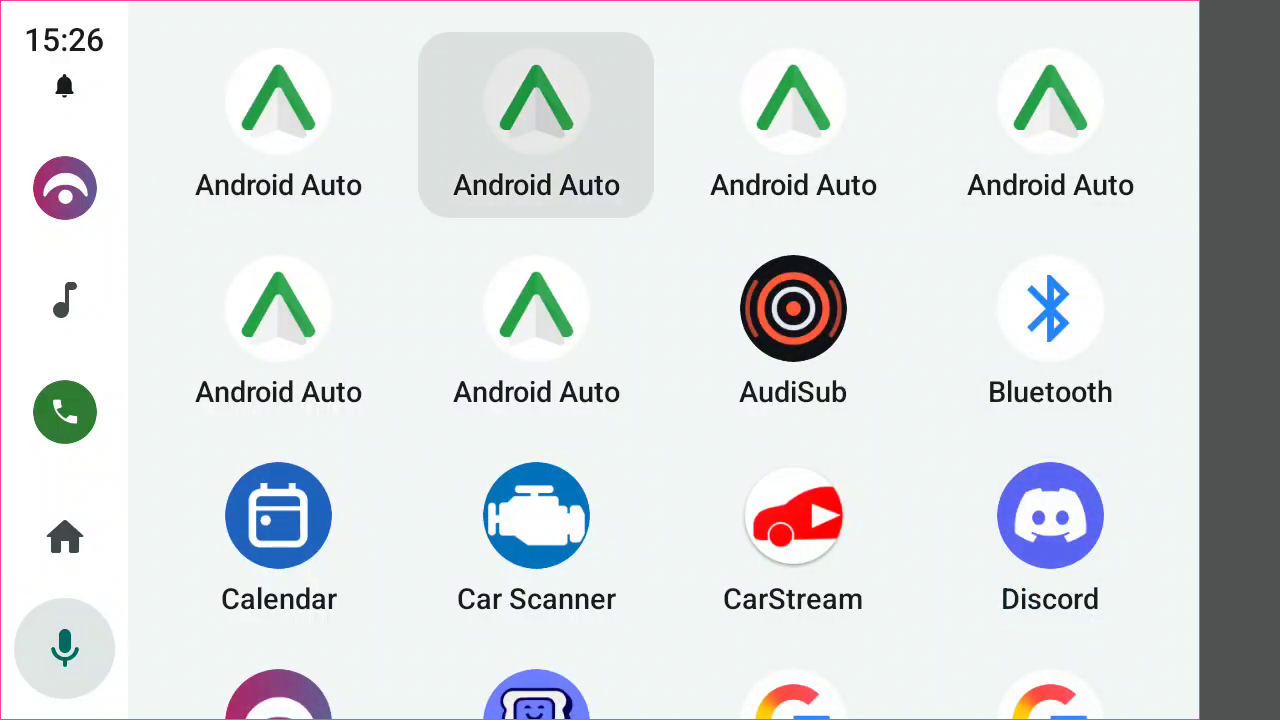 15:26
Android Auto
Android Auto
Android Auto
Android Auto
Android Auto
Android Auto
AudiSub
Bluetooth
Calendar
Car Scanner
CarStream
Discord